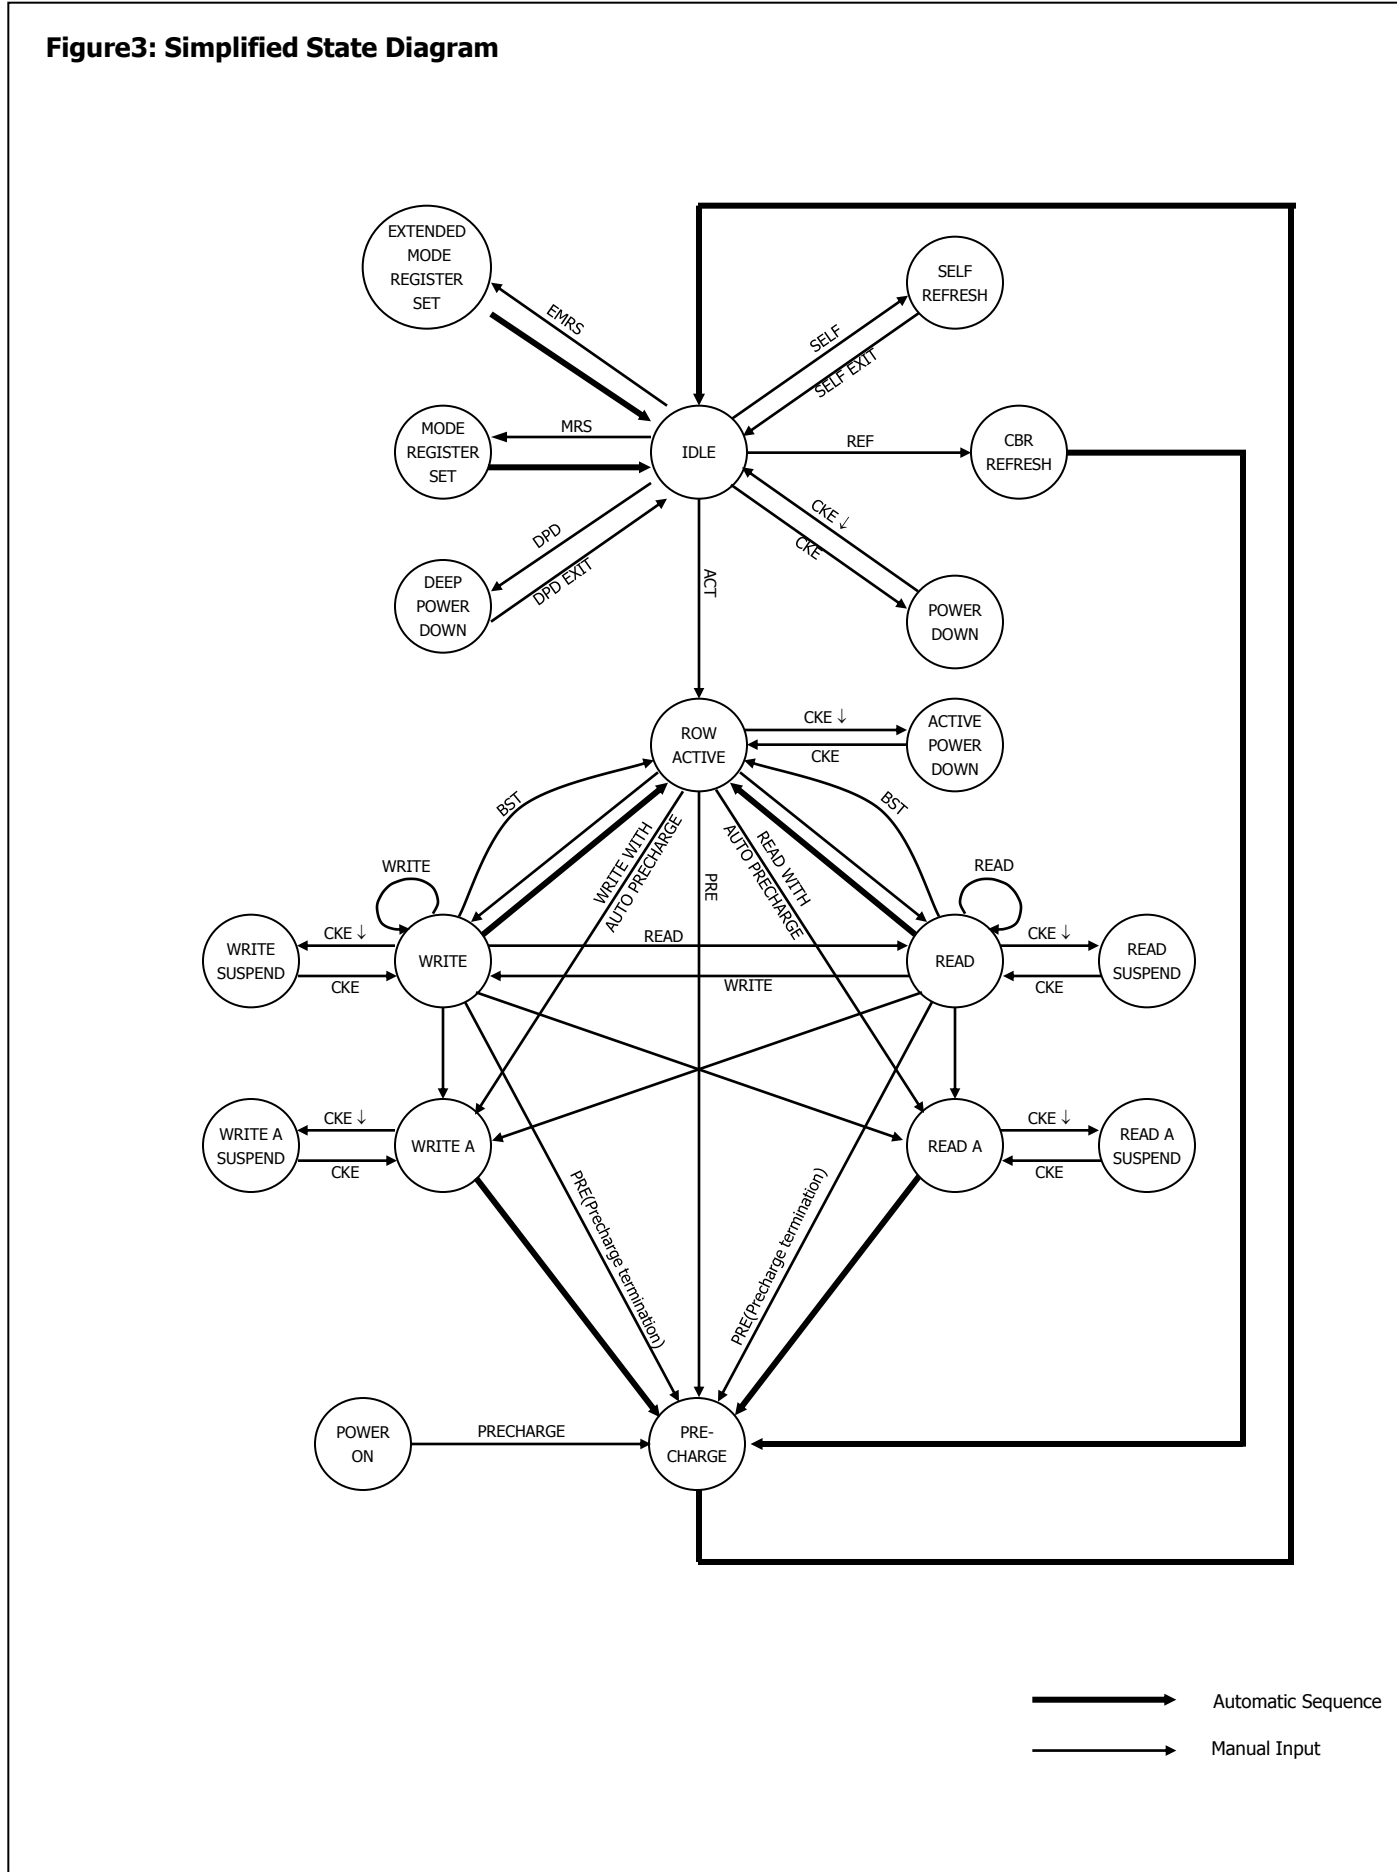 Figure3: Simplified State Diagram
EXTENDED
MODE
REGISTER
SET
SELF
REFRESH
EMRS
SELF
SELF EXIT
MODE
REGISTER
SET
MRS
IDLE
REF
CBR
REFRESH
DPD
DPD EXIT
CKE ↓
CKE
ACT
DEEP
POWER
DOWN
POWER
DOWN
ROW
ACTIVE
CKE ↓
CKE
ACTIVE
POWER
DOWN
BST
WRITE WITH
AUTO PRECHARGE
PRE
READ WITH
AUTO PRECHARGE
BST
WRITE
READ
WRITE
SUSPEND
CKE ↓
CKE
WRITE
READ
WRITE
READ
CKE ↓
CKE
READ
SUSPEND
WRITE A
SUSPEND
CKE ↓
CKE
WRITE A
READ A
CKE ↓
CKE
READ A
SUSPEND
PRE(Precharge termination)
PRE(Precharge termination)
POWER
ON
PRECHARGE
PRE-
CHARGE
Automatic Sequence
Manual Input